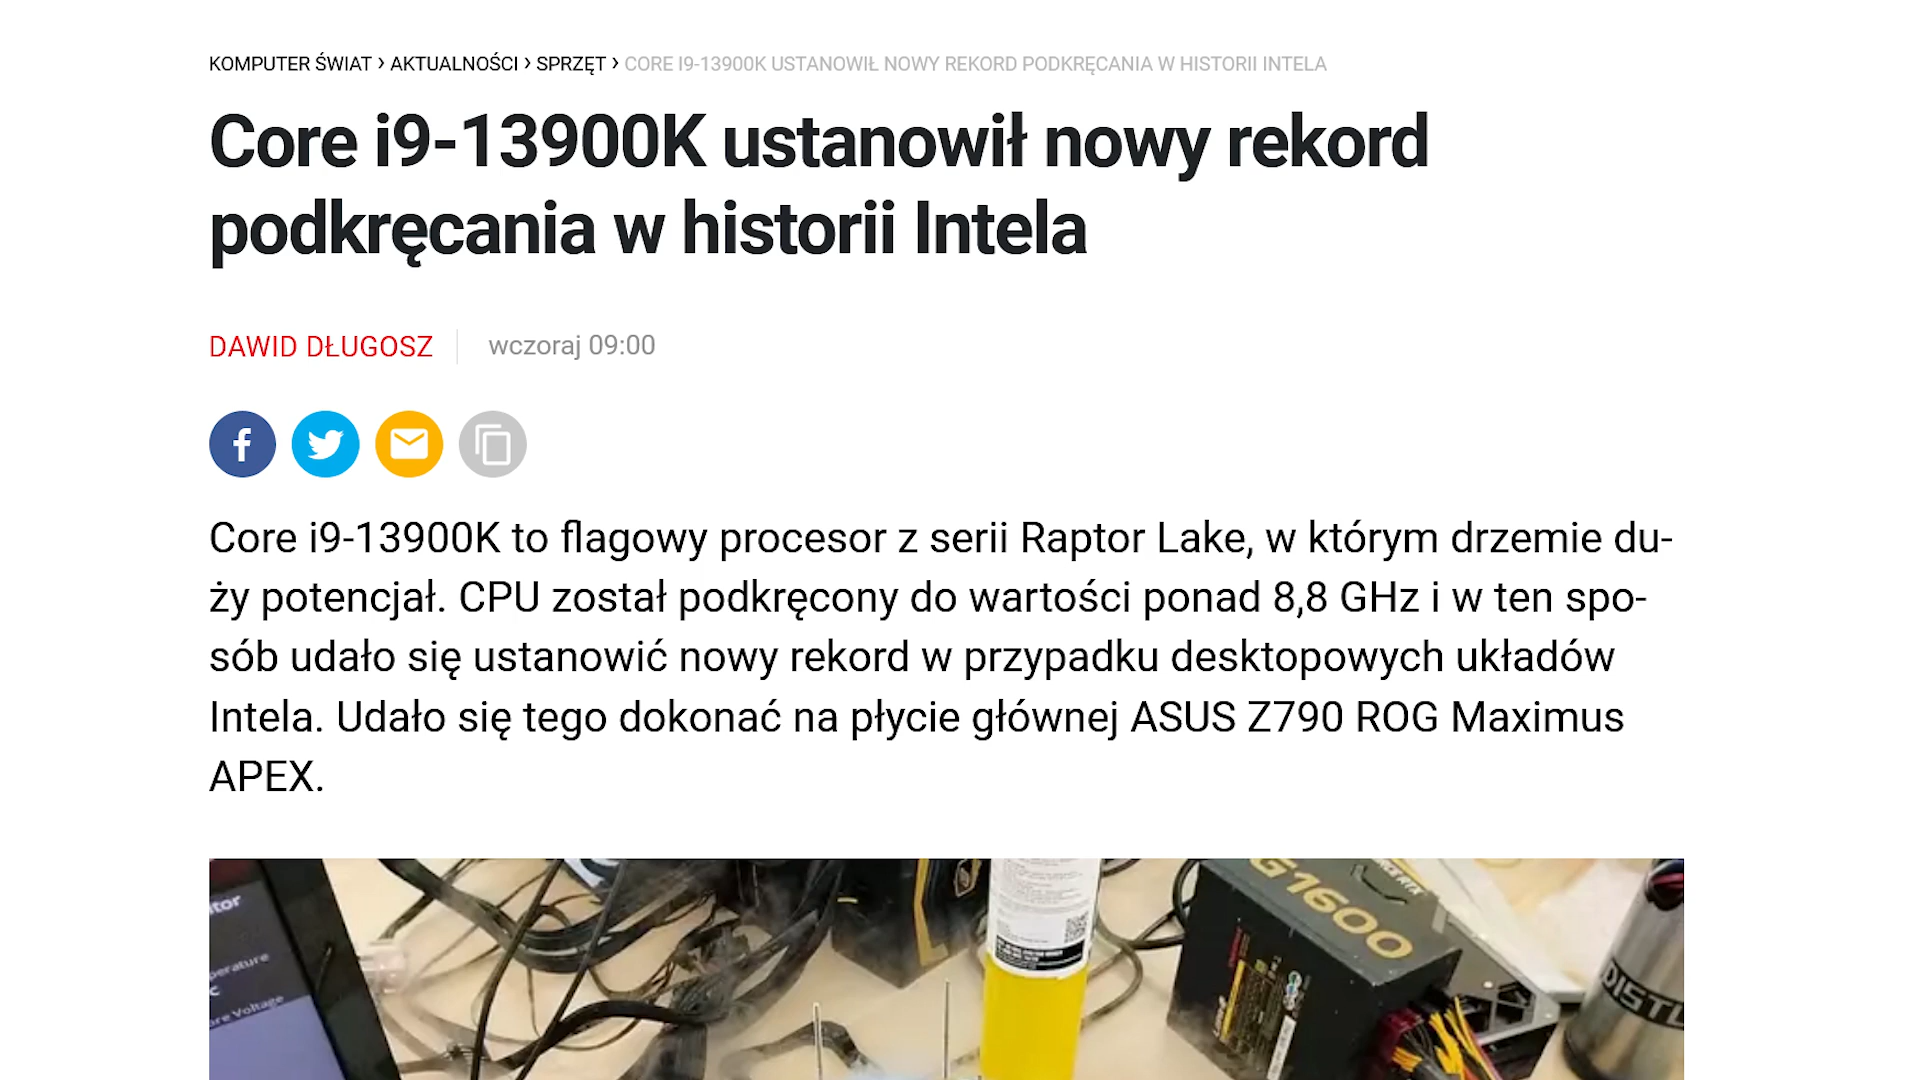 KOMPUTER ŚWIAT › AKTUALNOŚCI › SPRZĘT › CORE I9-13900K USTANOWIŁ NOWY REKORD PODKRĘCANIA W HISTORII INTELA
Core i9-13900K ustanowił nowy rekord
podkręcania w historii Intela
DAWID DŁUGOSZ wczoraj 09:00
Core i9-13900K to flagowy procesor z serii Raptor Lake, w którym drzemie du-
ży potencjał. CPU został podkręcony do wartości ponad 8,8 GHz i w ten spo-
sób udało się ustanowić nowy rekord w przypadku desktopowych układów
Intela. Udało się tego dokonać na płycie głównej ASUS Z790 ROG Maximus
APEX.
G1600